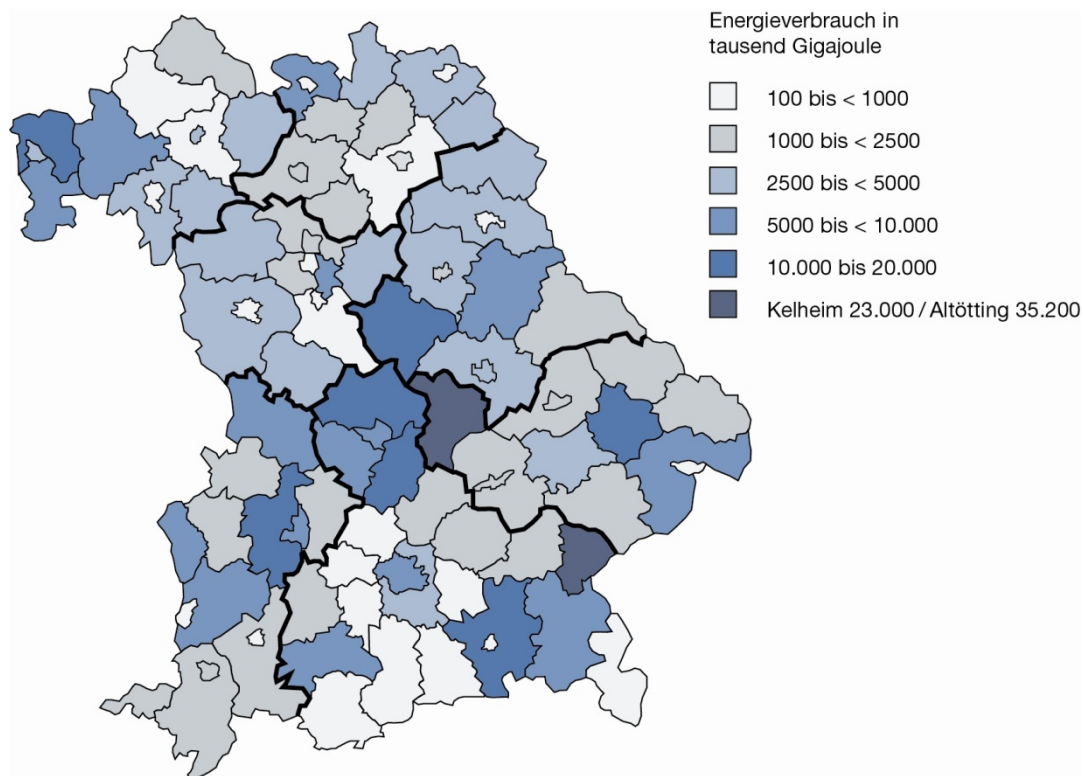 Energieverbrauch in
tausend Gigajoule
100 bis < 1000
1000 bis < 2500
2500 bis < 5000
5000 bis < 10.000
10.000 bis 20.000
Kelheim 23.000 / Altötting 35.200